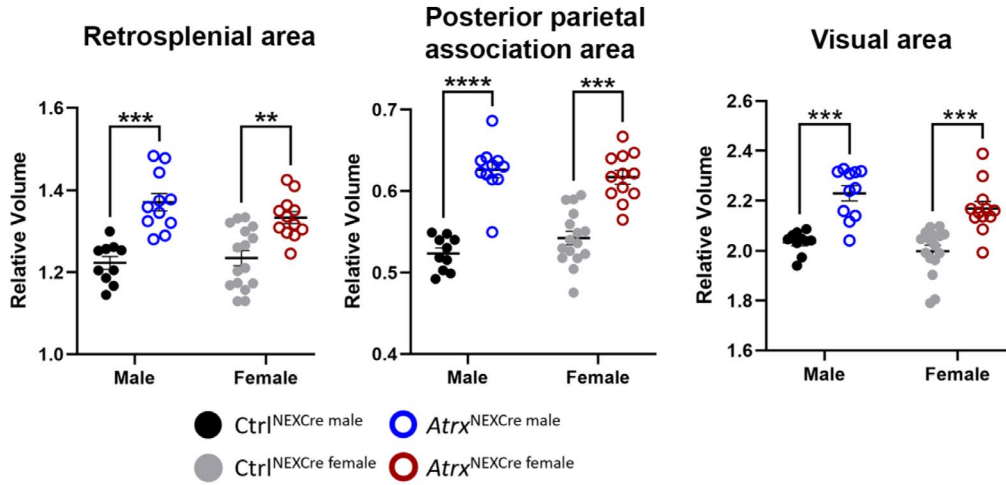 Retrosplenial area
Posterior parietal
association area
Visual area
Relative Volume
1.6
1.4
1.2
1.0
***
**
Male
Female
Relative Volume
0.7
0.6
0.5
0.4
****
***
Male
Female
Relative Volume
2.6
2.4
2.2
2.0
1.8
1.6
***
***
Male
Female
Ctrl^NEXCre male
Atrx^NEXCre male
Ctrl^NEXCre female
Atrx^NEXCre female